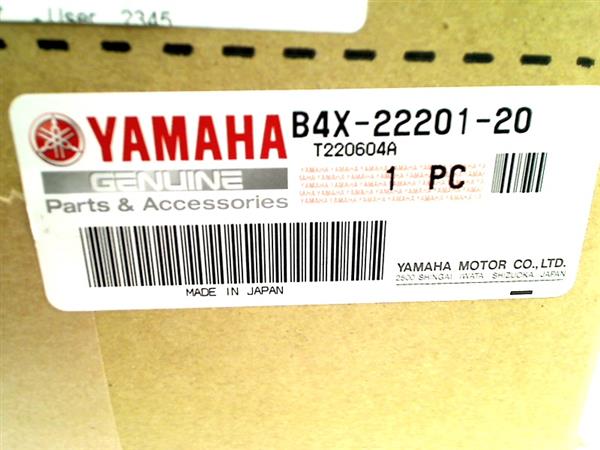 User 2345
YAMAHA
GENUINE
Parts & Accessories
B4X-22201-20
T220604A
1 PC
MADE IN JAPAN
YAMAHA MOTOR CO., LTD.
2500 SHINGAI IWATA SHIZUOKA JAPAN